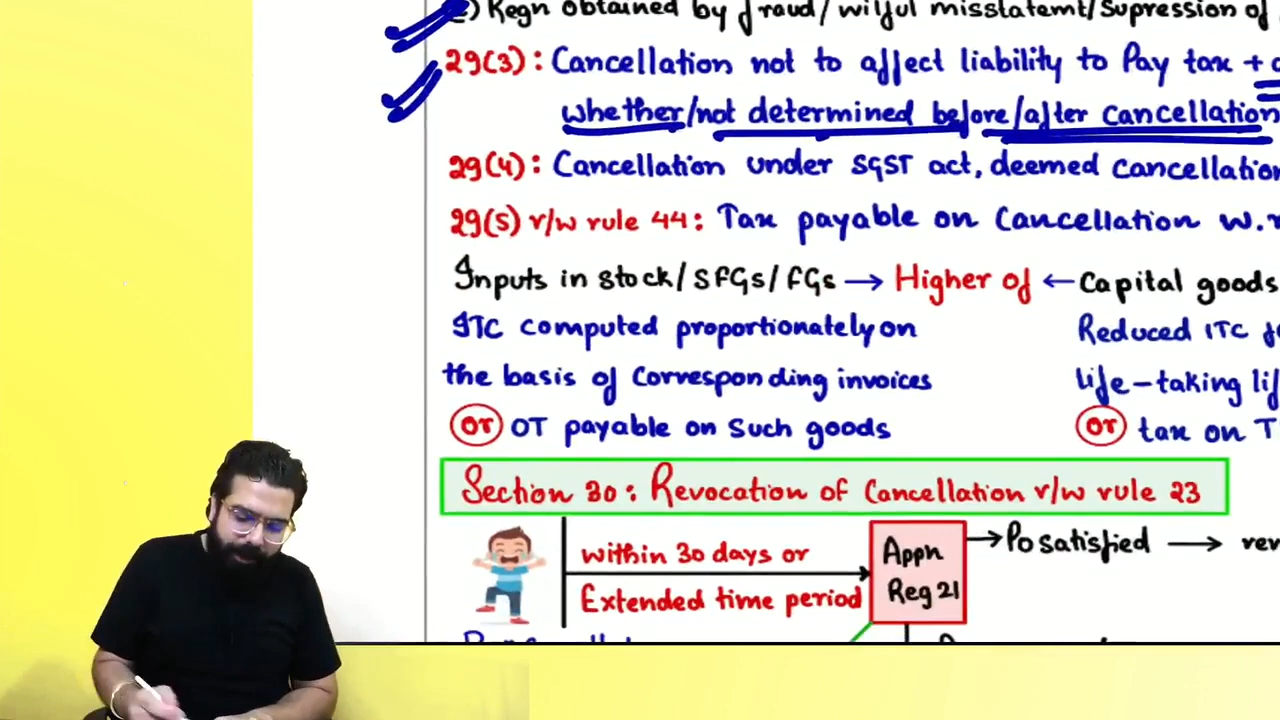 Regn obtained by fraud/ wilful misstatemt/Supression of
29(3): Cancellation not to affect liability to Pay tax +
whether/not determined before/after cancellation
29(4): Cancellation under SGST act, deemed cancellation
29(5) r/w rule 44: Tax payable on Cancellation w.r
Inputs in stock/SFGs/FGs → Higher of ← Capital goods
ITC computed proportionately on
the basis of Corresponding invoices
or OT payable on such goods
Reduced ITC
life-taking
or tax on
Section 30: Revocation of Cancellation r/w rule 23
within 30 days or
Extended time period
Appn
Reg 21
→ Po satisfied →